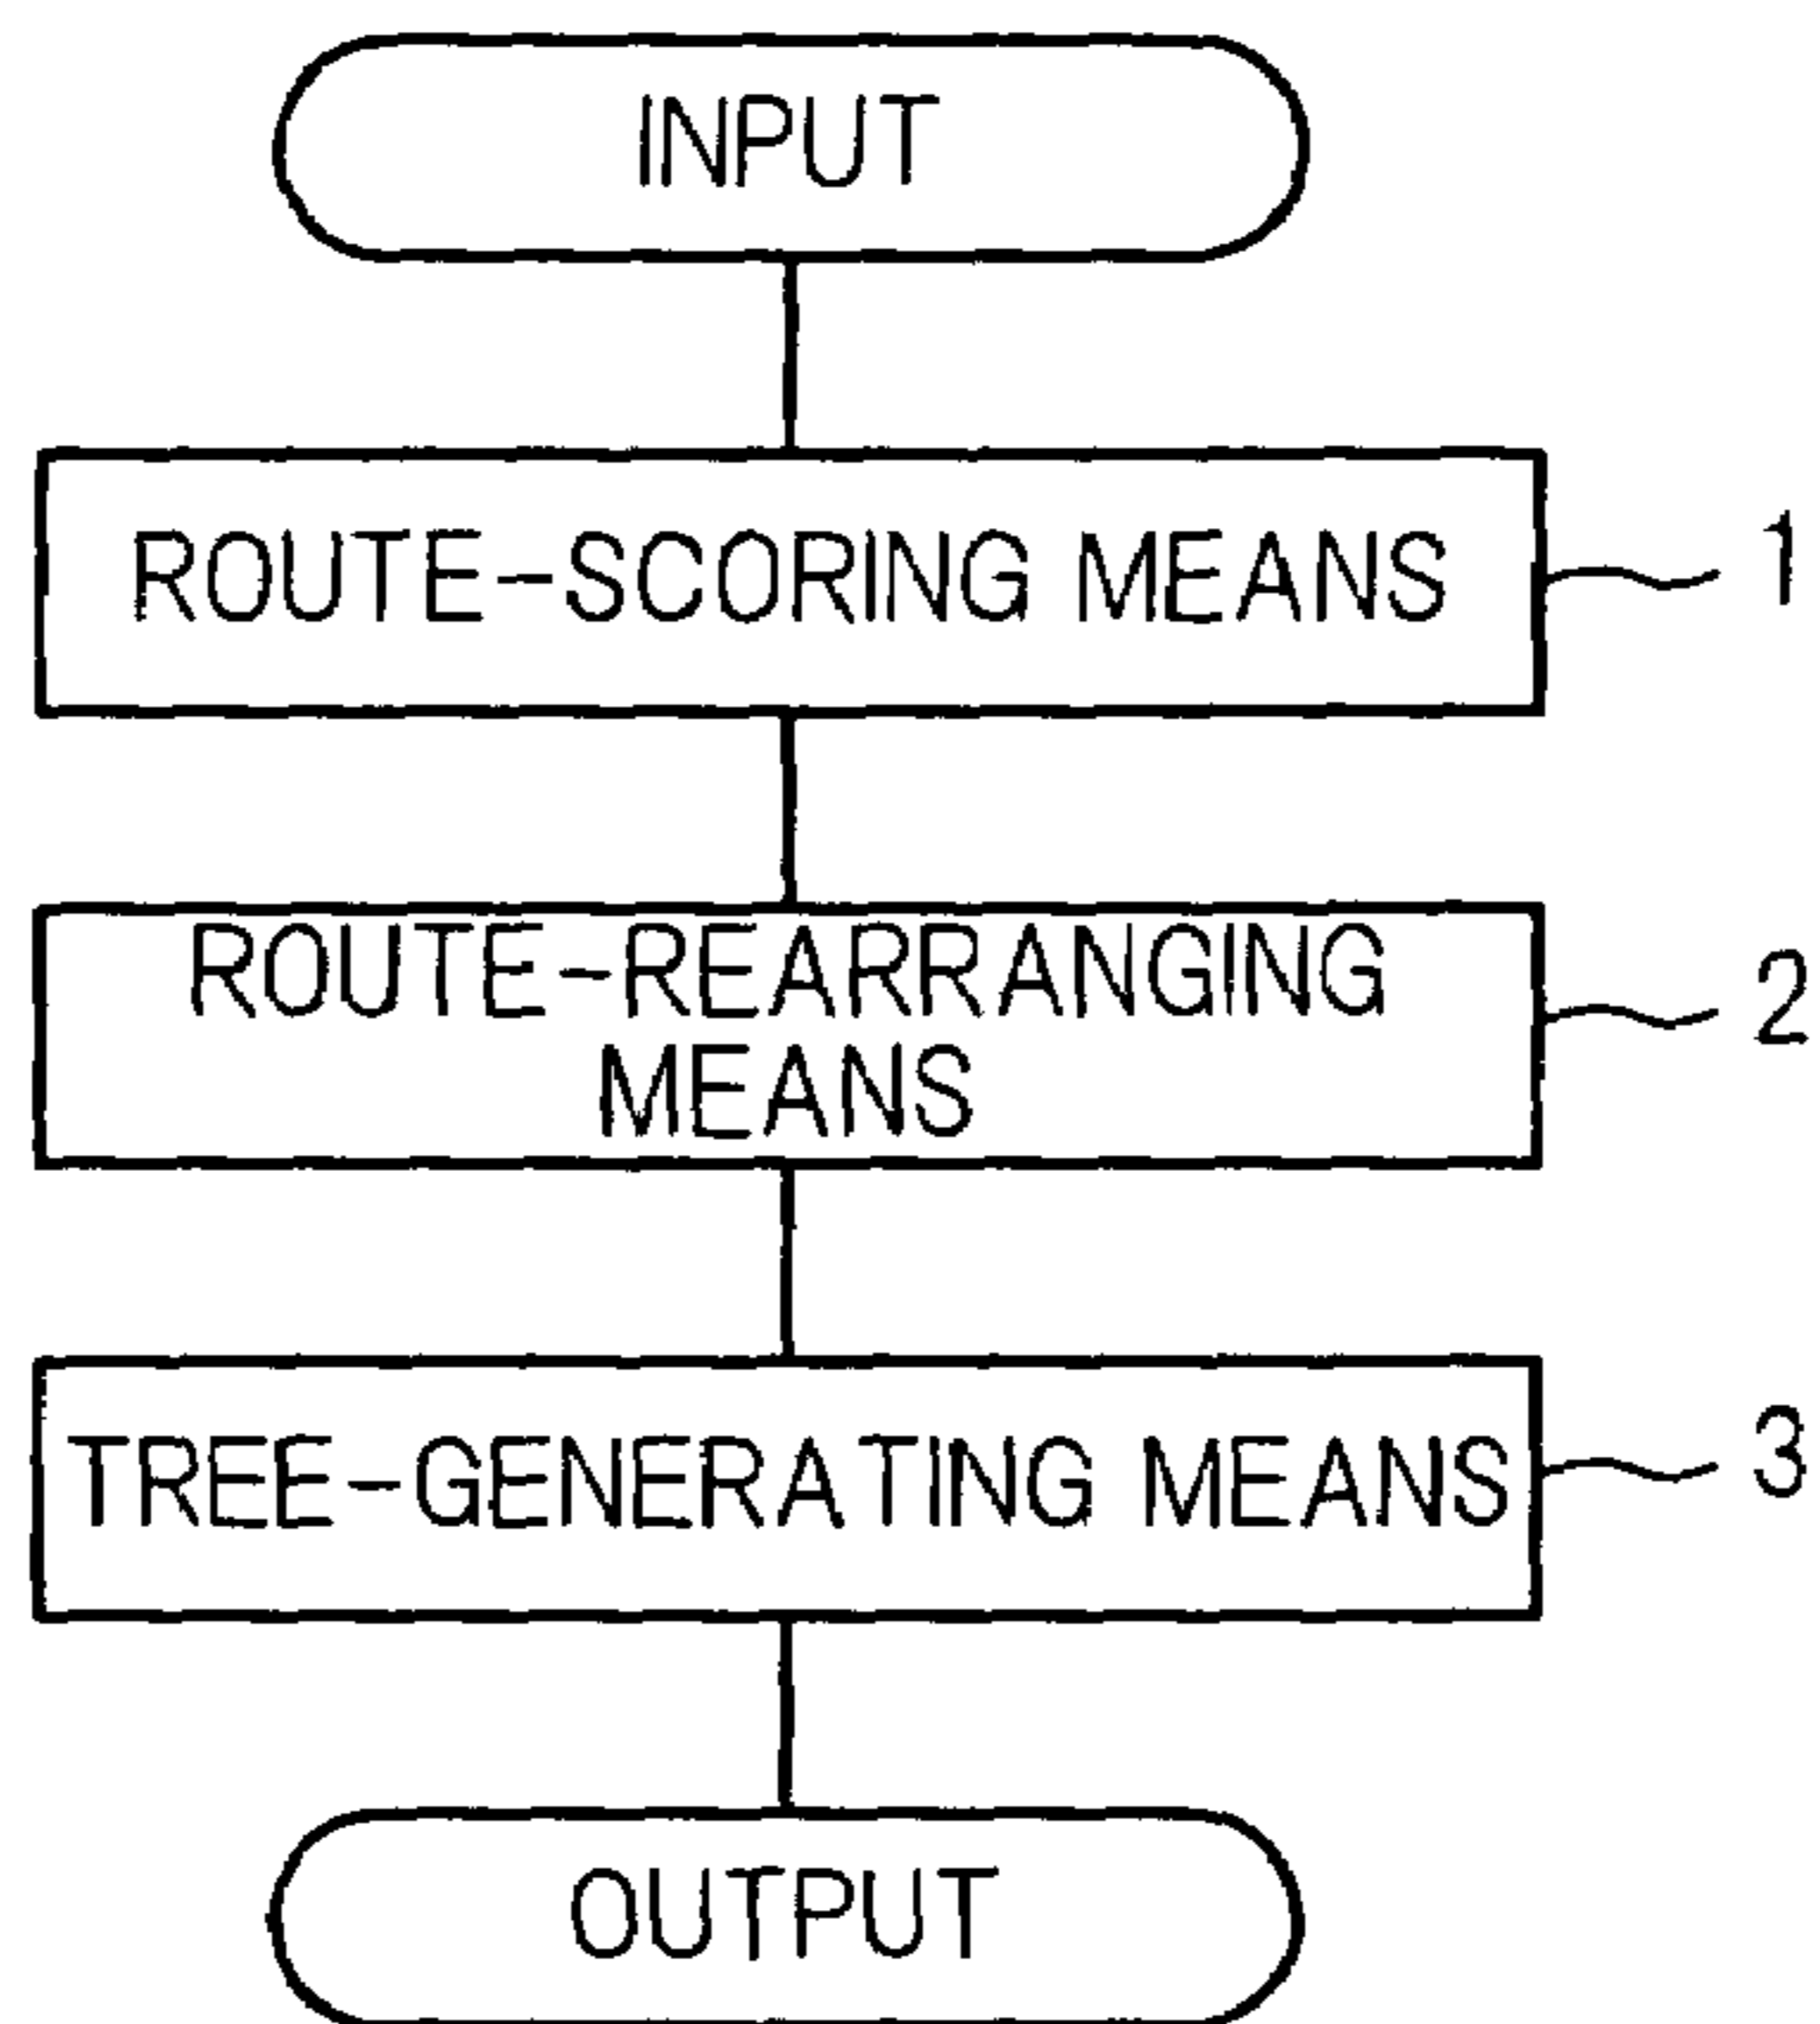 INPUT
ROUTE-SCORING MEANS
1
ROUTE-REARRANGING
MEANS
2
TREE-GENERATING MEANS
3
OUTPUT